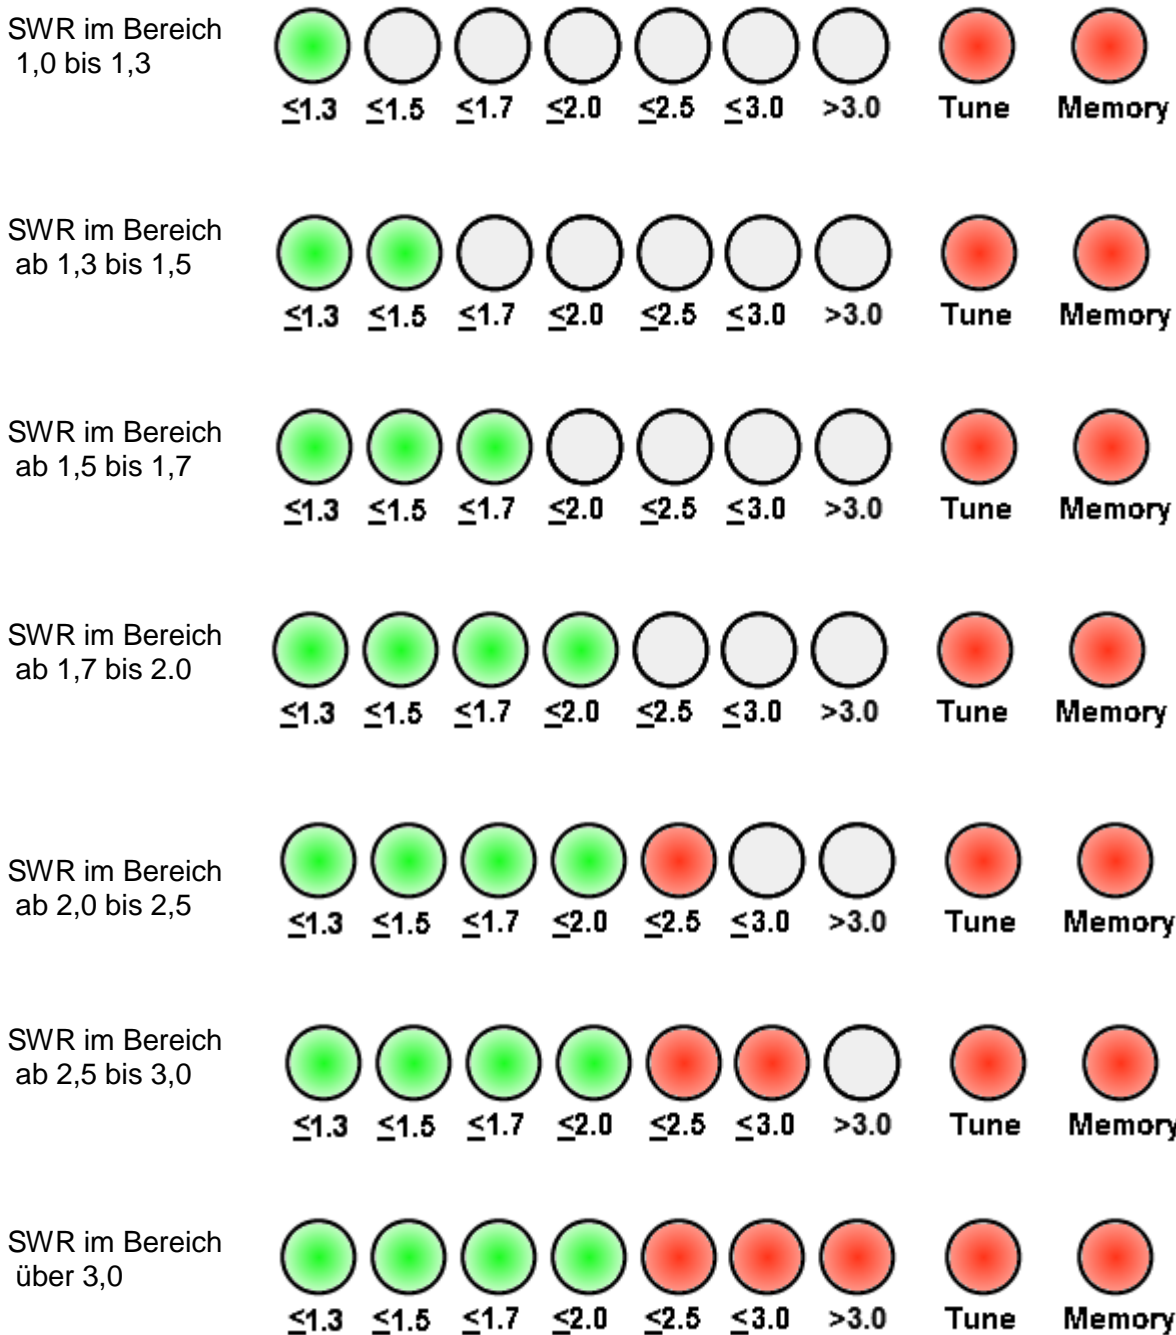 SWR im Bereich
1,0 bis 1,3
≤1.3 ≤1.5 ≤1.7 ≤2.0 ≤2.5 ≤3.0 >3.0 Tune Memory
SWR im Bereich
ab 1,3 bis 1,5
≤1.3 ≤1.5 ≤1.7 ≤2.0 ≤2.5 ≤3.0 >3.0 Tune Memory
SWR im Bereich
ab 1,5 bis 1,7
≤1.3 ≤1.5 ≤1.7 ≤2.0 ≤2.5 ≤3.0 >3.0 Tune Memory
SWR im Bereich
ab 1,7 bis 2.0
≤1.3 ≤1.5 ≤1.7 ≤2.0 ≤2.5 ≤3.0 >3.0 Tune Memory
SWR im Bereich
ab 2,0 bis 2,5
≤1.3 ≤1.5 ≤1.7 ≤2.0 ≤2.5 ≤3.0 >3.0 Tune Memory
SWR im Bereich
ab 2,5 bis 3,0
≤1.3 ≤1.5 ≤1.7 ≤2.0 ≤2.5 ≤3.0 >3.0 Tune Memory
SWR im Bereich
über 3,0
≤1.3 ≤1.5 ≤1.7 ≤2.0 ≤2.5 ≤3.0 >3.0 Tune Memory